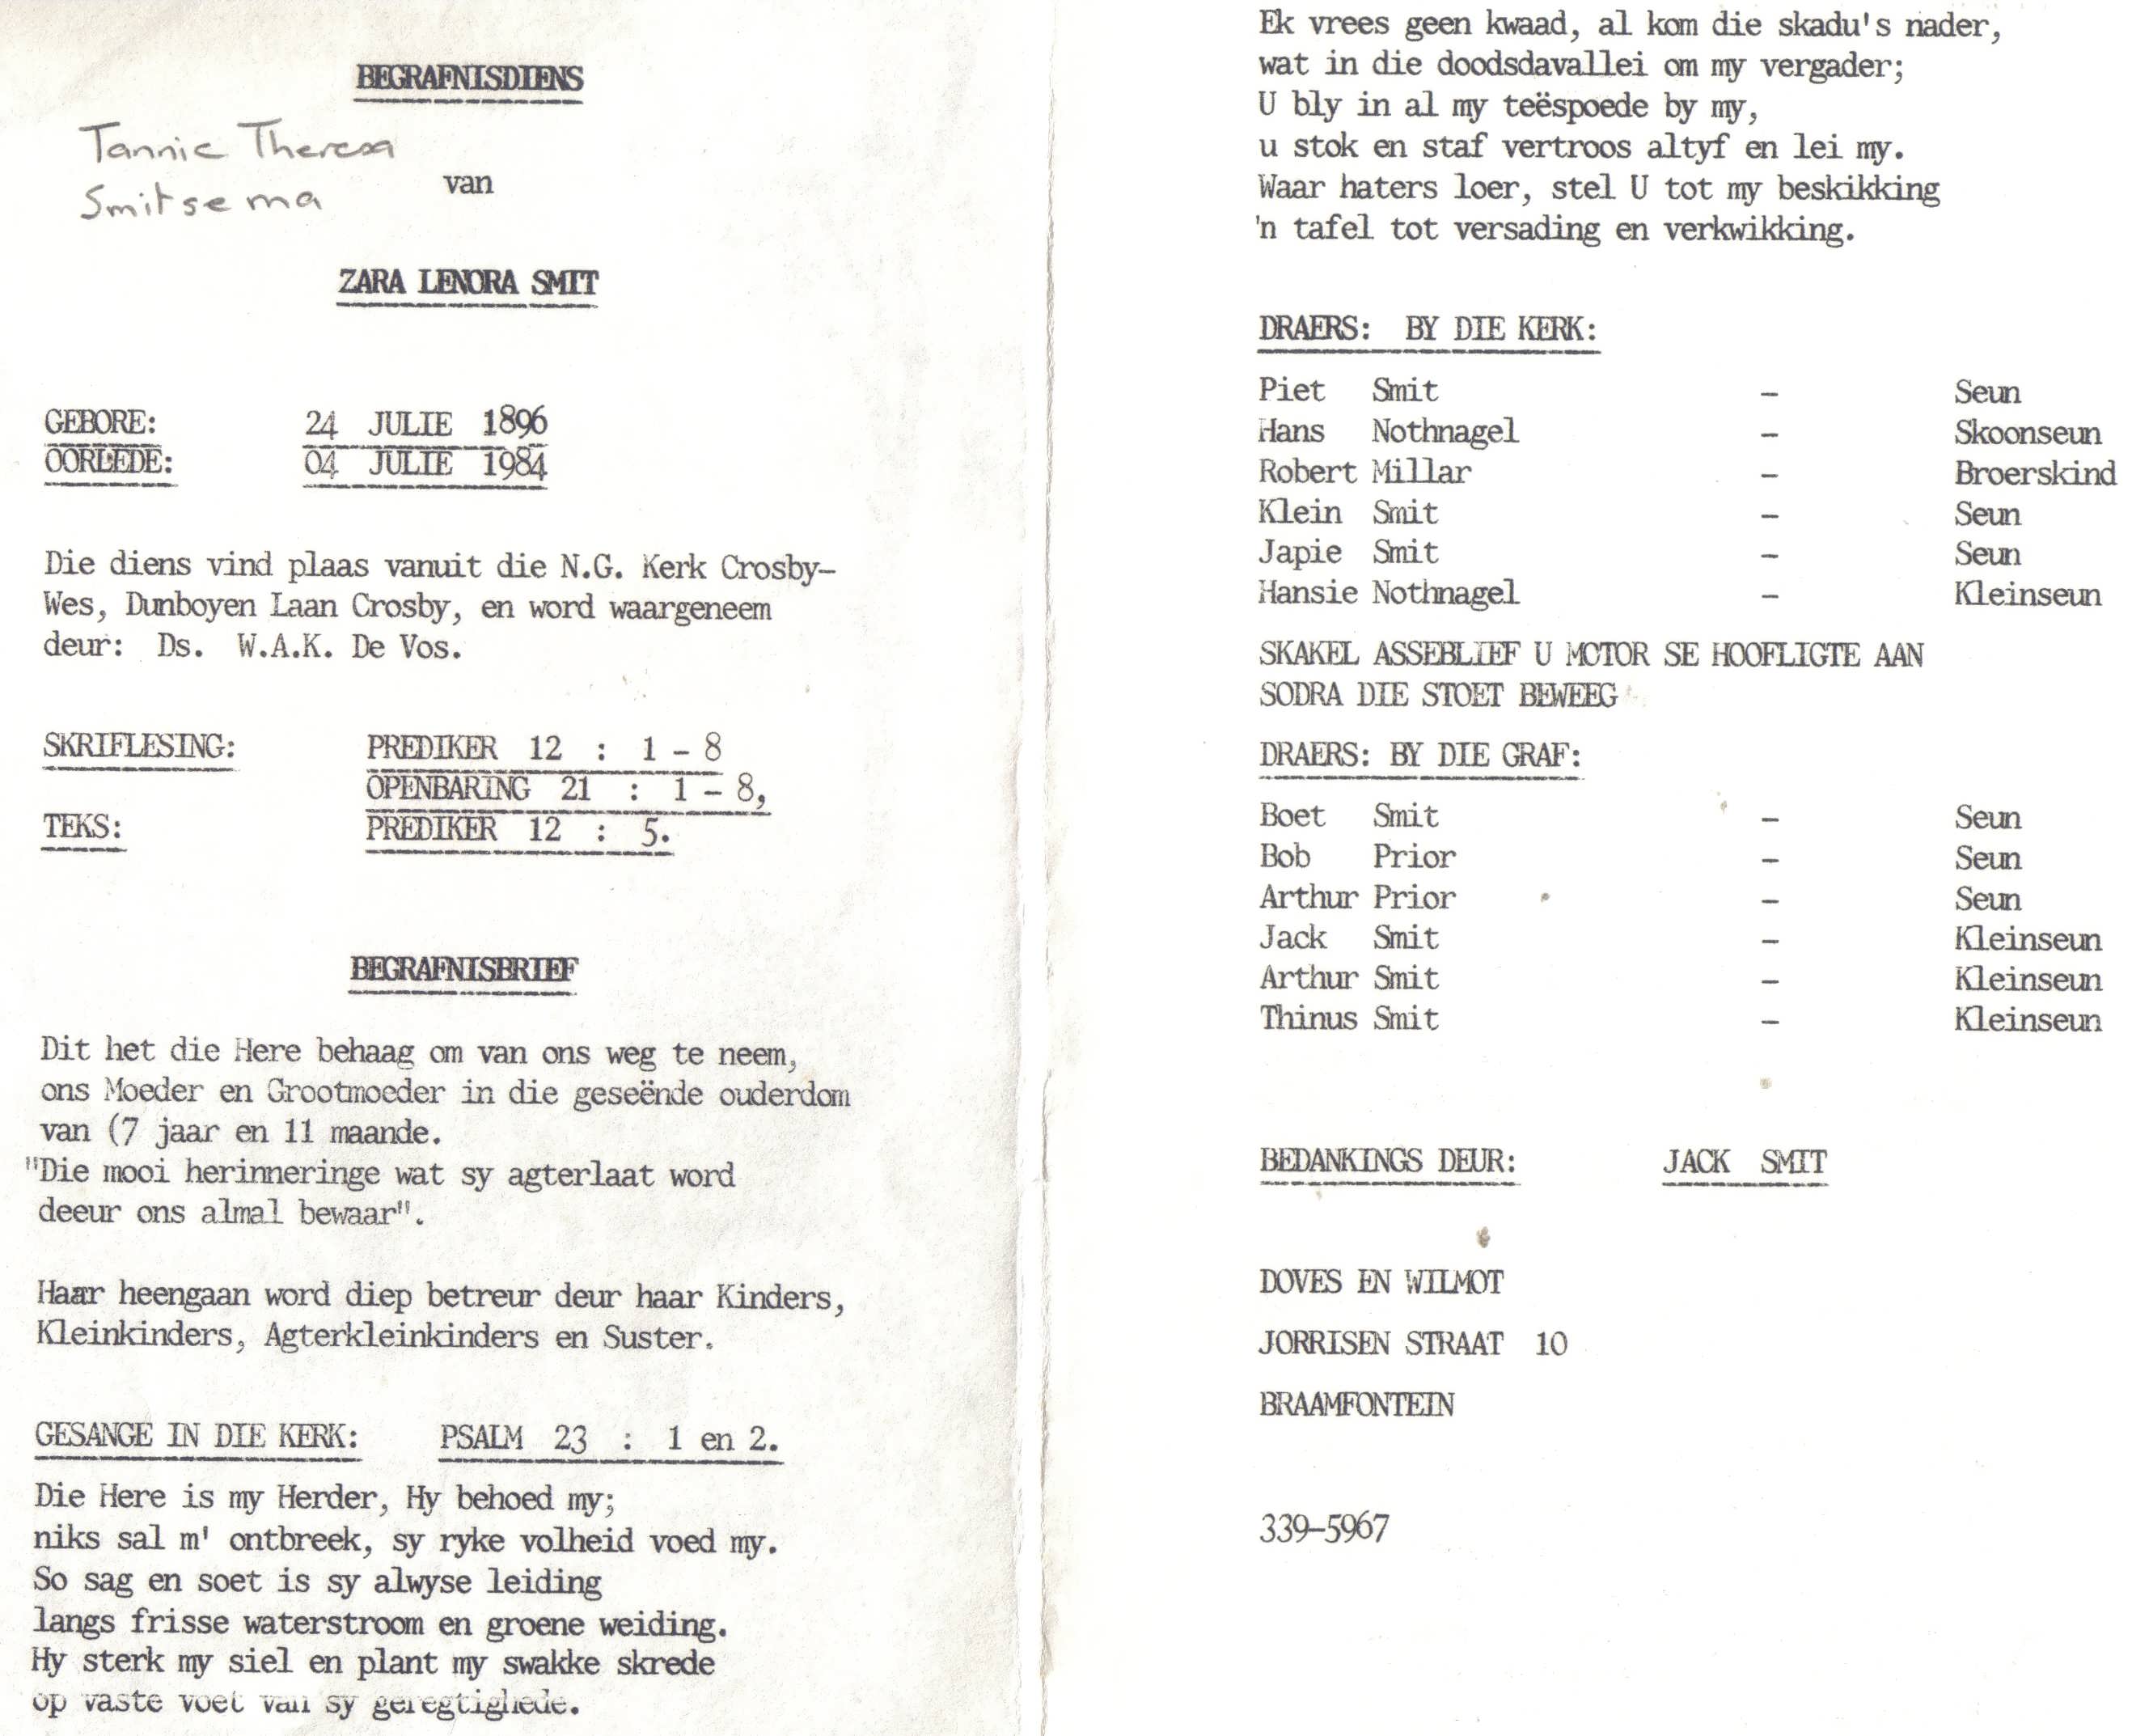 BEGRAFNISDIENS
Tannie Theresa
Smit se ma
van
ZARA LENORA SMIT
GEBORE: 24 JULIE 1896
OORLEDE: 04 JULIE 1984
Die diens vind plaas vanuit die N.G. Kerk Crosby-
Wes, Dunboyen Laan Crosby, en word waargeneem
deur: Ds. W.A.K. De Vos.
SKRIFLESING: PREDIKER 12 : 1 - 8
OPENBARING 21 : 1 - 8,
TEKS: PREDIKER 12 : 5.
BEGRAFNISBRIEF
Dit het die Here behaag om van ons weg te neem,
ons Moeder en Grootmoeder in die geseënde ouderdom
van (7 jaar en 11 maande.
"Die mooi herinneringe wat sy agterlaat word
deeur ons almal bewaar".
Haar heengaan word diep betreur deur haar Kinders,
Kleinkinders, Agterkleinkinders en Suster.
GESANGE IN DIE KERK: PSALM 23 : 1 en 2.
Die Here is my Herder, Hy behoed my;
niks sal m' ontbreek, sy ryke volheid voed my.
So sag en soet is sy alwyse leiding
langs frisse waterstroom en groene weiding.
Hy sterk my siel en plant my swakke skrede
op vaste voet van sy geregtighede.
Ek vrees geen kwaad, al kom die skadu's nader,
wat in die doodsdavallei om my vergader;
U bly in al my teëspoede by my,
u stok en staf vertroos altyf en lei my.
Waar haters loer, stel U tot my beskikking
'n tafel tot versading en verkwikking.
DRAERS: BY DIE KERK:
Piet Smit - Seun
Hans Nothnagel - Skoonseun
Robert Millar - Broerskind
Klein Smit - Seun
Japie Smit - Seun
Hansie Nothnagel - Kleinseun
SKAKEL ASSEBLIEF U MOTOR SE HOOFLIGTE AAN
SODRA DIE STOET BEWEEG
DRAERS: BY DIE GRAF:
Boet Smit - Seun
Bob Prior - Seun
Arthur Prior - Seun
Jack Smit - Kleinseun
Arthur Smit - Kleinseun
Thinus Smit - Kleinseun
BEDANKINGS DEUR: JACK SMIT
DOVES EN WILMOT
JORRISEN STRAAT 10
BRAAMFONTEIN
339-5967